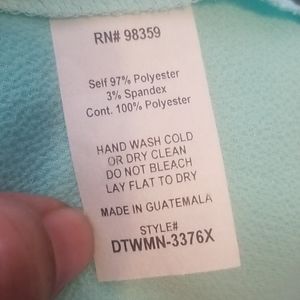 RN# 98359
Self 97% Polyester
3% Spandex
Cont. 100% Polyester
HAND WASH COLD
OR DRY CLEAN
DO NOT BLEACH
LAY FLAT TO DRY
MADE IN GUATEMALA
STYLE#
DTWMN-3376X